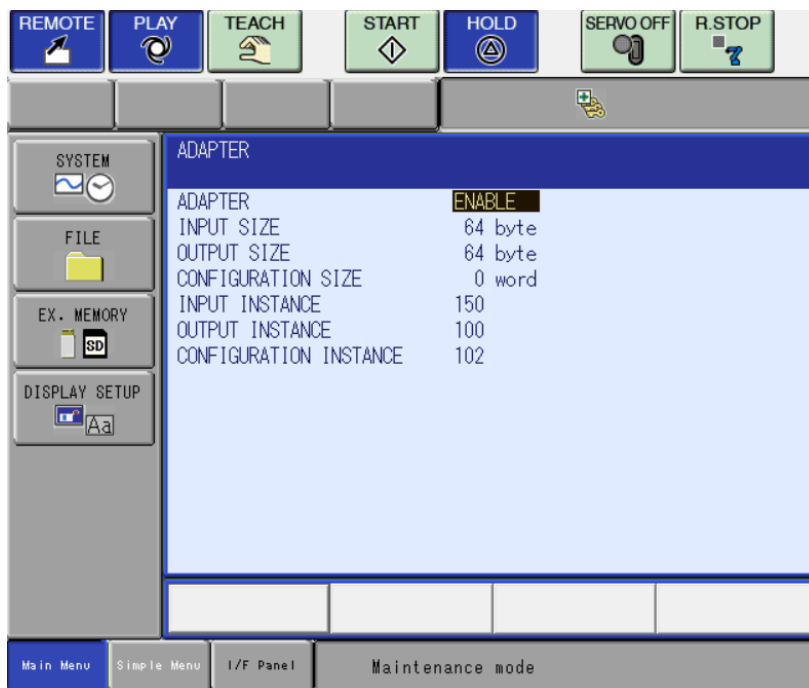 REMOTE PLAY TEACH START HOLD SERVO OFF R.STOP
SYSTEM
FILE
EX. MEMORY
SD
DISPLAY SETUP
Aa
ADAPTER
ADAPTER ENABLE
INPUT SIZE 64 byte
OUTPUT SIZE 64 byte
CONFIGURATION SIZE 0 word
INPUT INSTANCE 150
OUTPUT INSTANCE 100
CONFIGURATION INSTANCE 102
Main Menu Simple Menu I/F Panel Maintenance mode